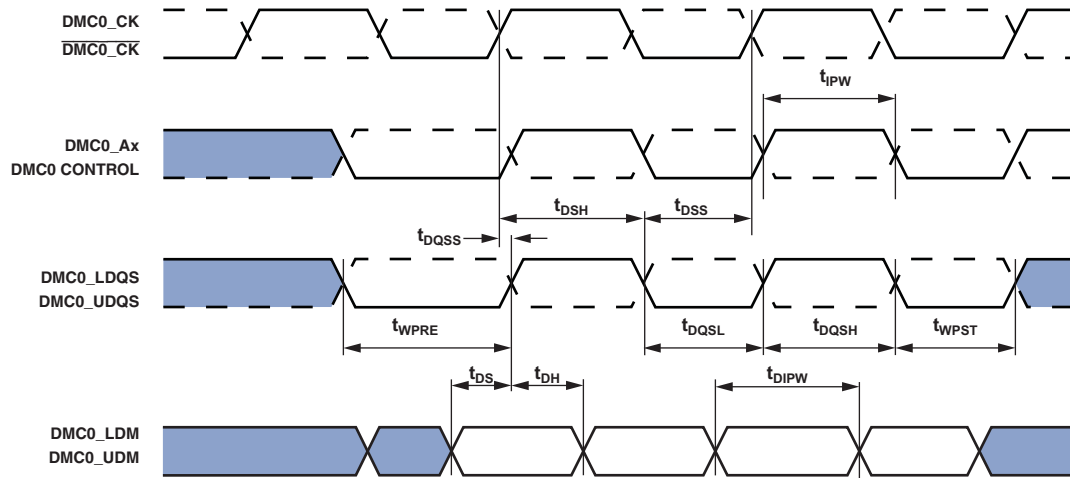 DMC0_CK
DMC0_CK
tIPW
DMC0_Ax
DMC0 CONTROL
tDSH
tDSS
tDQSS
DMC0_LDQS
DMC0_UDQS
tWPRE
tDQSL
tDQSH
tWPST
tDS
tDH
tDIPW
DMC0_LDM
DMC0_UDM